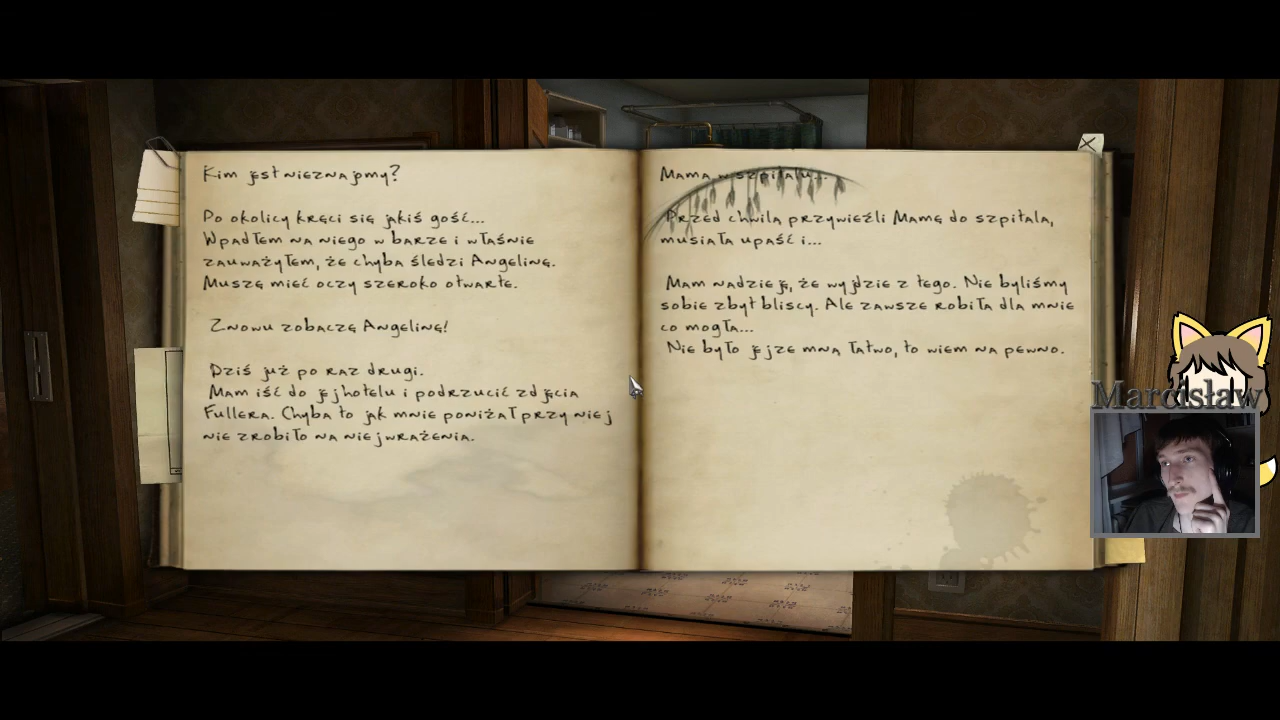 Kim jest nieznajomy?
Po okolicy kręci się jakiś gość...
Wpadłem na niego w barze i właśnie
zauważyłem, że chyba śledzi Angelinę.
Muszę mieć oczy szeroko otwarte.
Znowu zobaczę Angelinę!
Dziś już po raz drugi.
Mam iść do jej hotelu i podrzucić zdjęcia
Fullera. Chyba to jak mnie poniżał przy niej
nie zrobiło na niej wrażenia.
Mama w szpitalu...
Przed chwilą przywieźli Mamę do szpitala,
musiała upaść i...
Mam nadzieję, że wyjdzie z tego. Nie byliśmy
sobie zbyt bliscy. Ale zawsze robiła dla mnie
co mogła...
Nie było jej ze mną łatwo, to wiem na pewno.
Marcisław